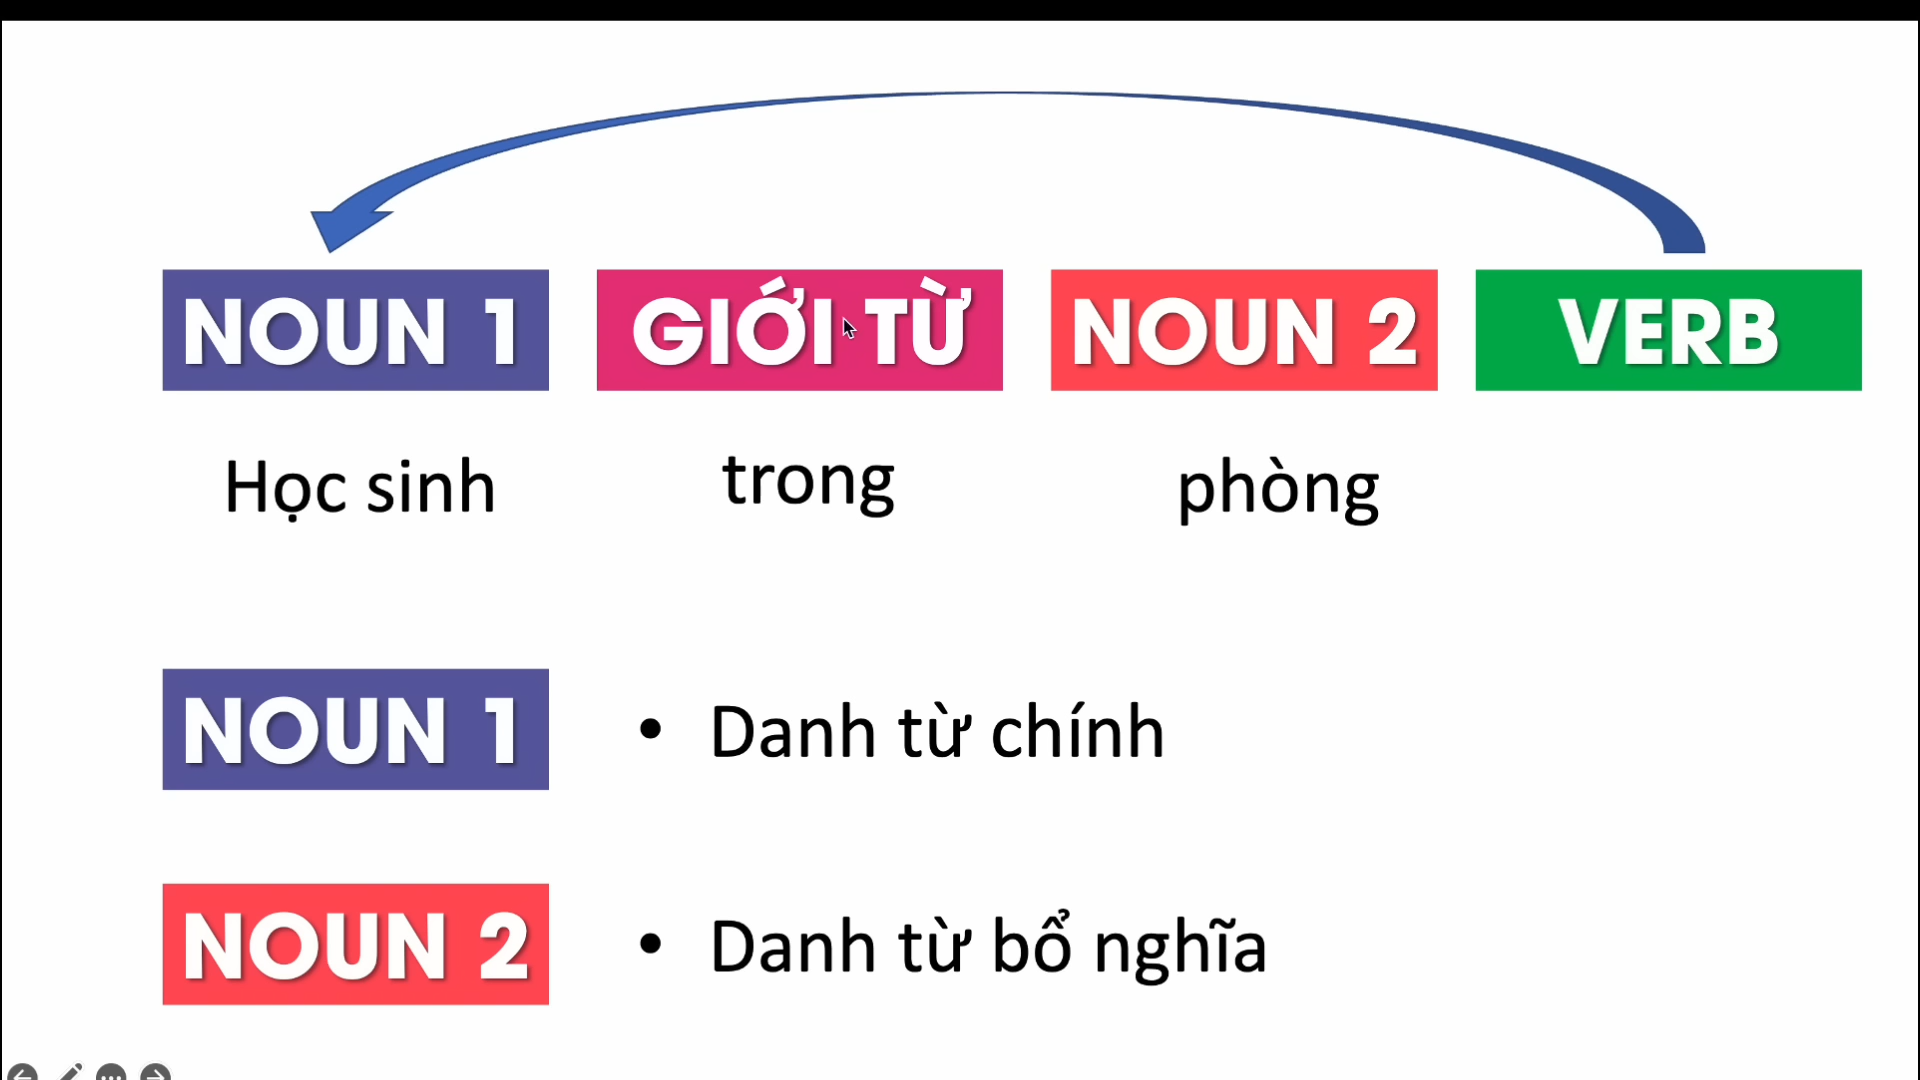 NOUN 1 GIỚI TỪ NOUN 2 VERB
Học sinh trong phòng
NOUN 1 • Danh từ chính
NOUN 2 • Danh từ bổ nghĩa